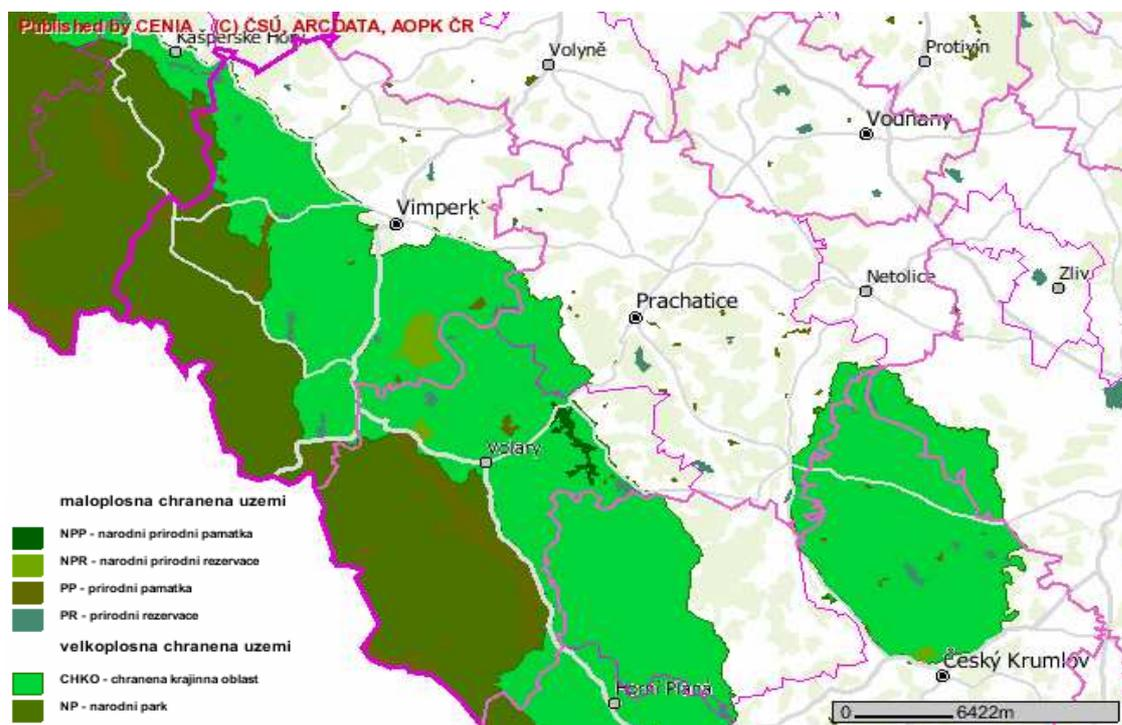 Published by CENIA (C) ČSÚ, ARCDATA, AOPK ČR
Kašperské Hory
Volyně
Protivín
Vodňany
Vimperk
Netolice
Zliv
Prachatice
Volary
maloplosna chranena uzemi
NPP - narodni prirodni pamatka
NPR - narodni prirodni rezervace
PP - prirodni pamatka
PR - prirodni rezervace
velkoplosna chranena uzemi
CHKO - chranena krajinna oblast
NP - narodni park
Český Krumlov
Horní Planá
0 6422m